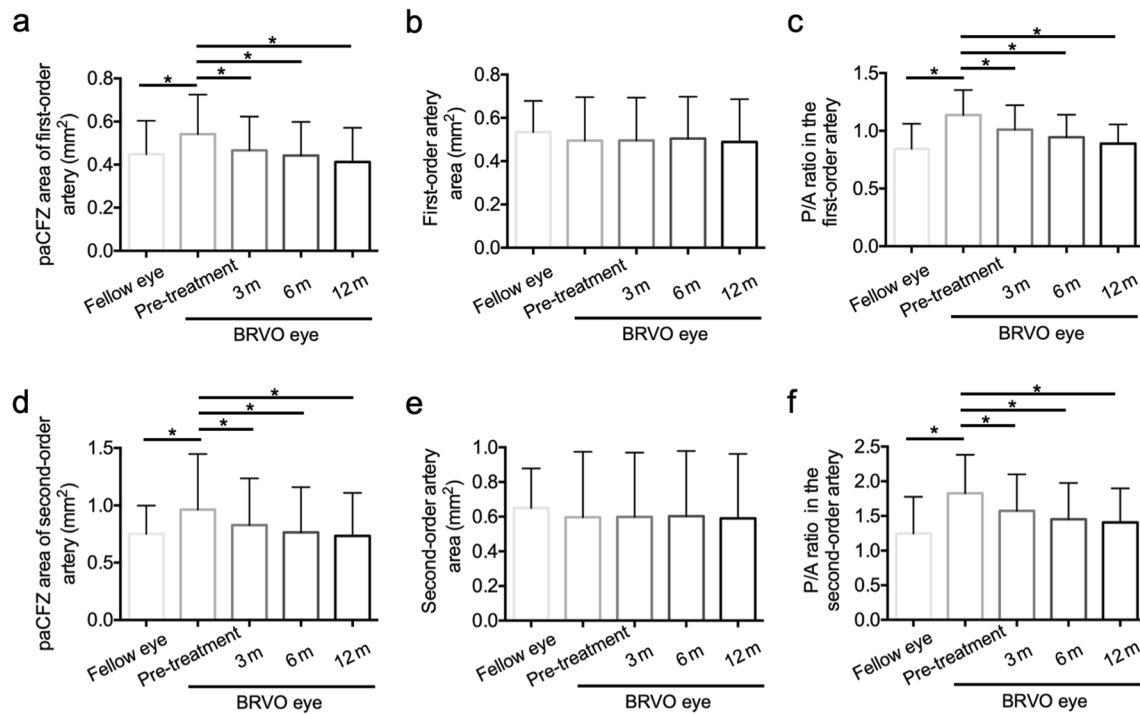 a
paCFZ area of first-order
artery (mm²)
0.8
0.6
0.4
0.2
0.0
*
*
*
*
Fellow eye
Pre-treatment
3 m
6 m
12 m
BRVO eye
b
First-order artery
area (mm²)
0.8
0.6
0.4
0.2
0.0
Fellow eye
Pre-treatment
3 m
6 m
12 m
BRVO eye
c
P/A ratio in the
first-order artery
1.5
1.0
0.5
0.0
*
*
*
*
Fellow eye
Pre-treatment
3 m
6 m
12 m
BRVO eye
d
paCFZ area of second-order
artery (mm²)
1.5
1.0
0.5
0.0
*
*
*
*
Fellow eye
Pre-treatment
3 m
6 m
12 m
BRVO eye
e
Second-order artery
area (mm²)
1.0
0.8
0.6
0.4
0.2
0.0
Fellow eye
Pre-treatment
3 m
6 m
12 m
BRVO eye
f
P/A ratio in the
second-order artery
2.5
2.0
1.5
1.0
0.5
0.0
*
*
*
*
Fellow eye
Pre-treatment
3 m
6 m
12 m
BRVO eye